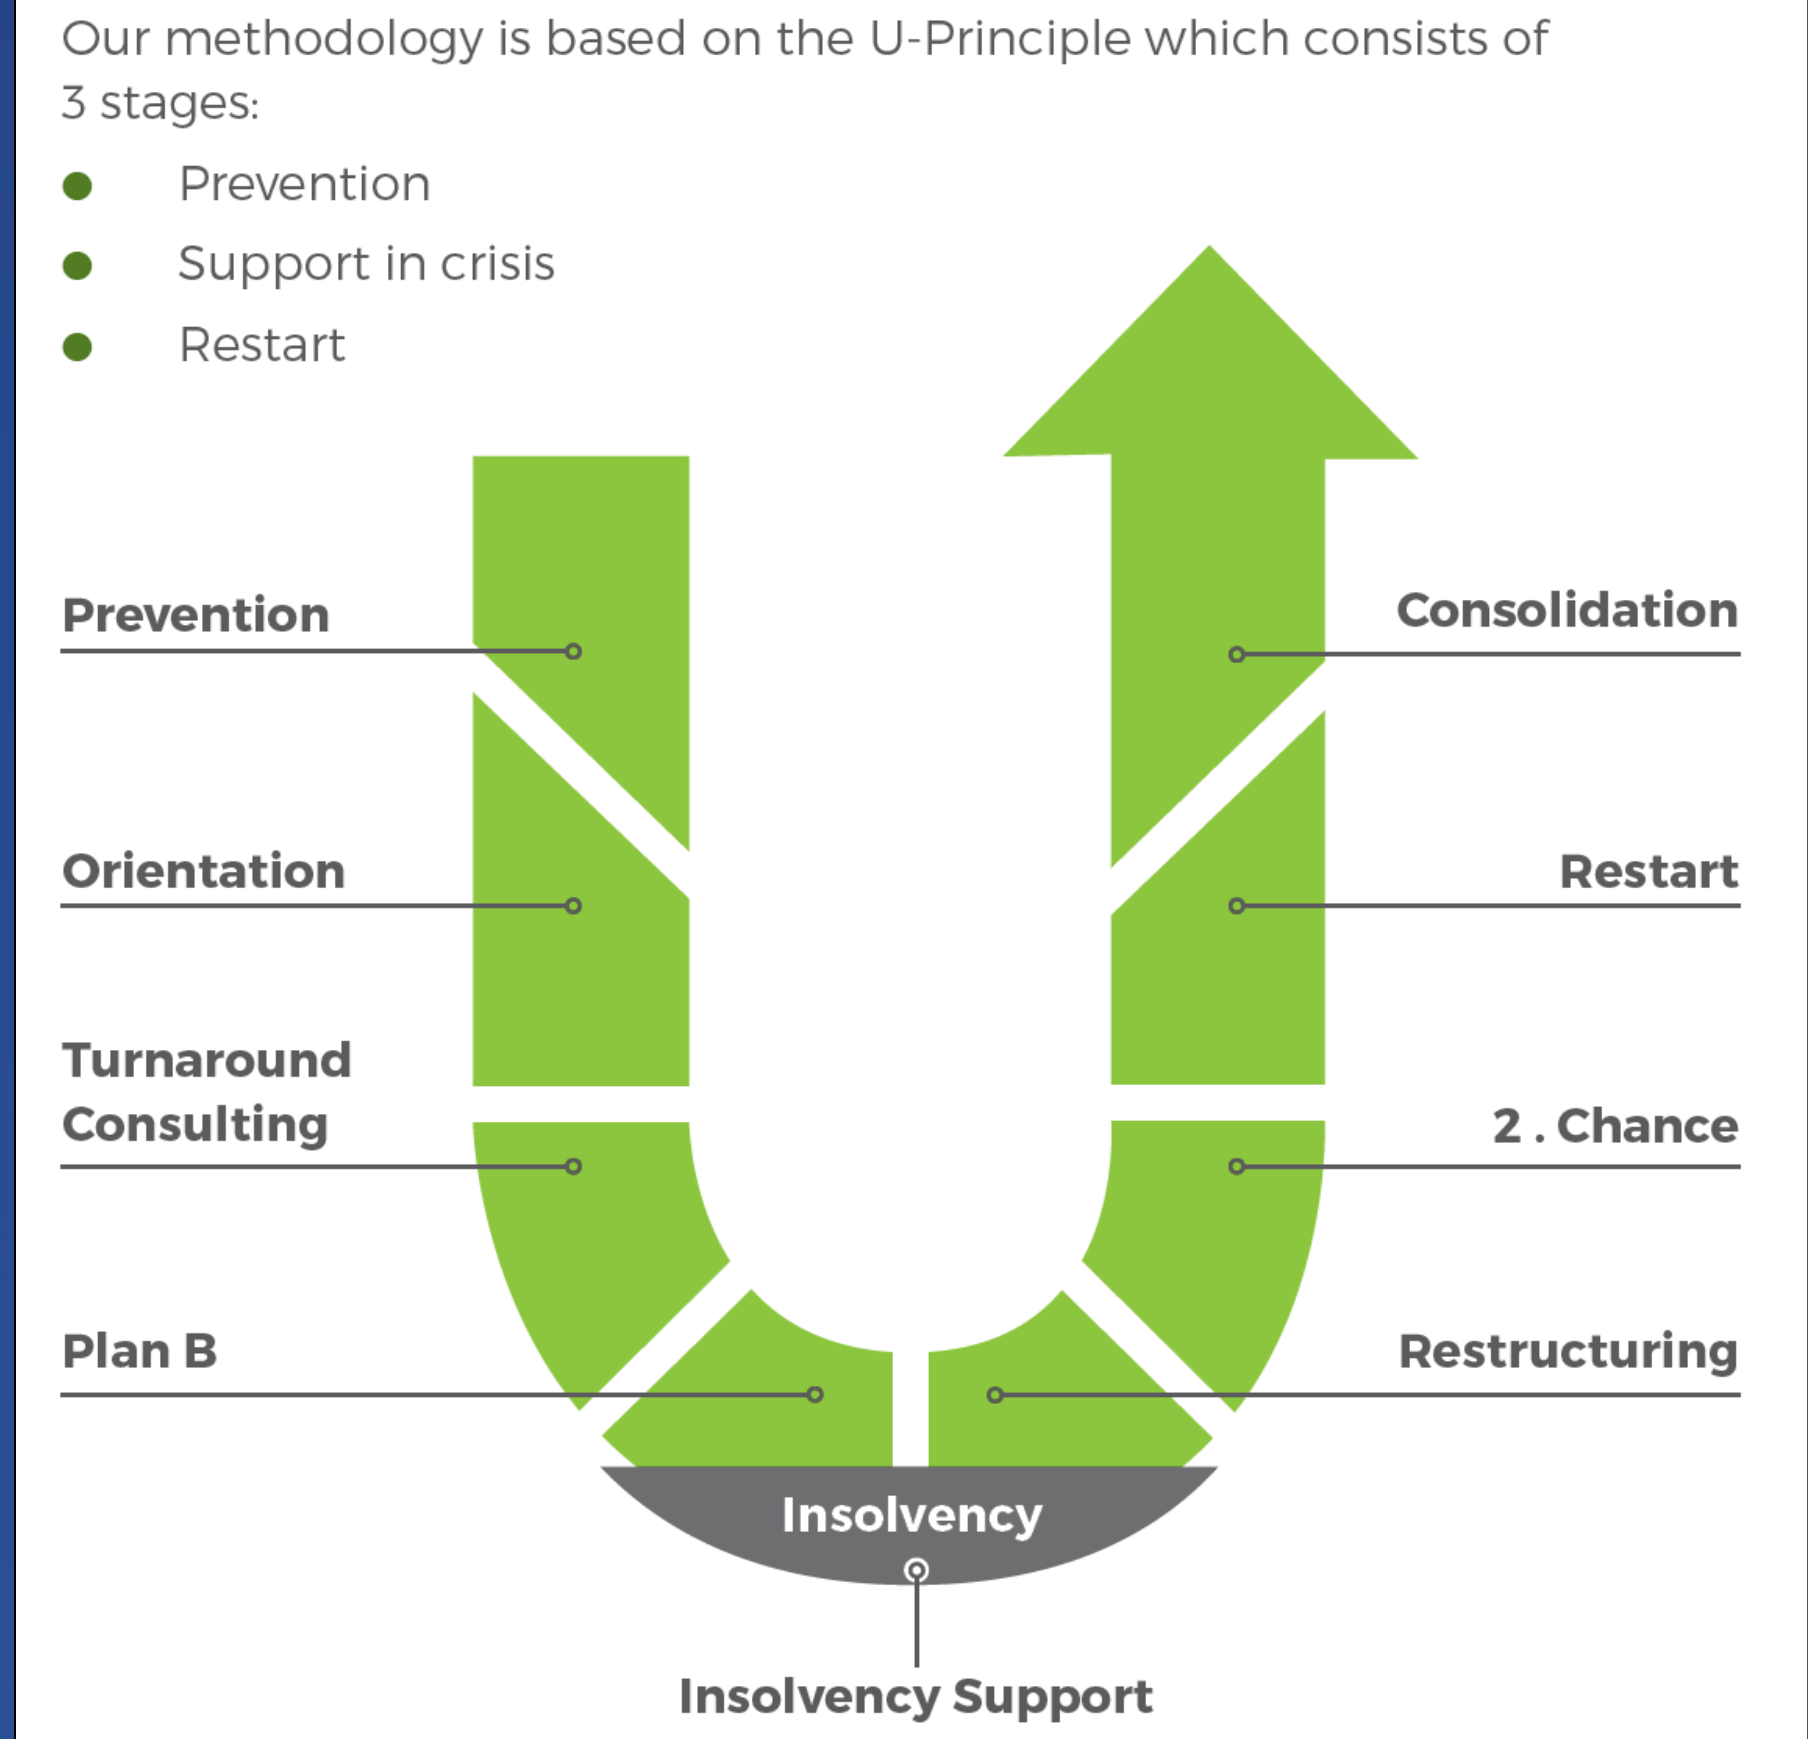 Our methodology is based on the U-Principle which consists of
3 stages:
Prevention
Support in crisis
Restart
Prevention
Consolidation
Orientation
Restart
Turnaround
Consulting
2 . Chance
Plan B
Restructuring
Insolvency
Insolvency Support